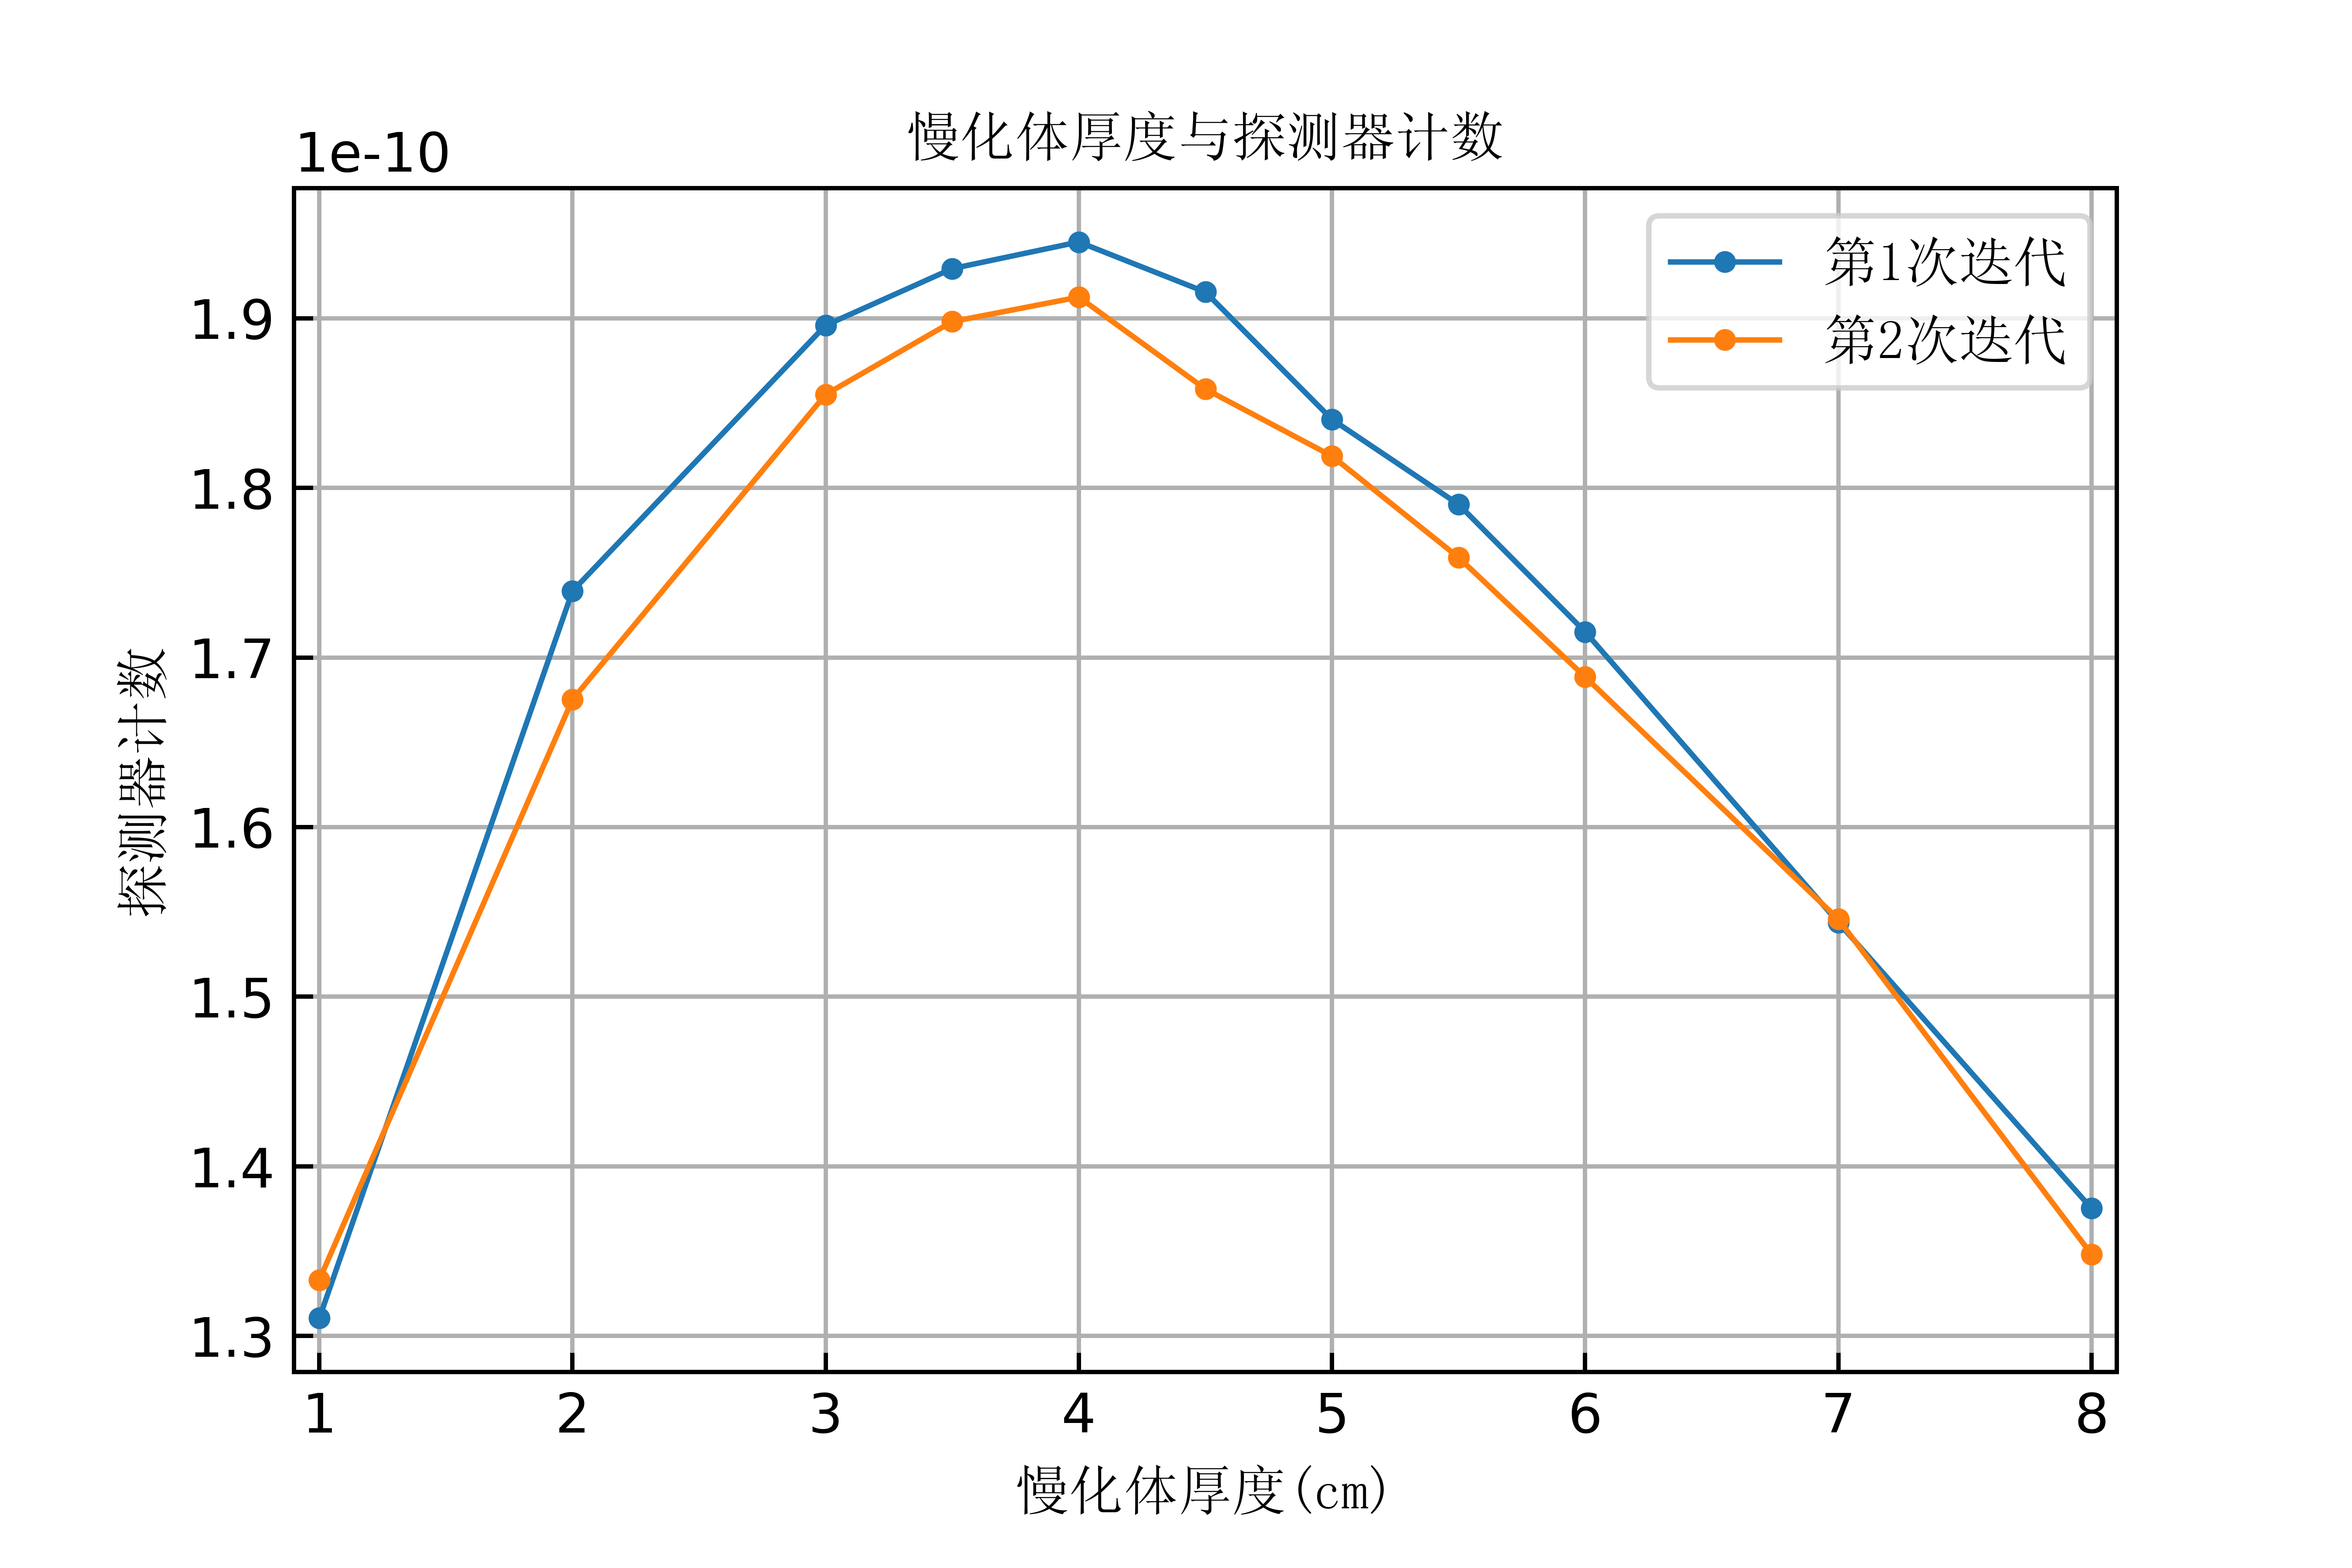 慢化体厚度与探测器计数
1e-10
第1次迭代
第2次迭代
1.9
1.8
1.7
1.6
1.5
1.4
1.3
探测器计数
1 2 3 4 5 6 7 8
慢化体厚度(cm)